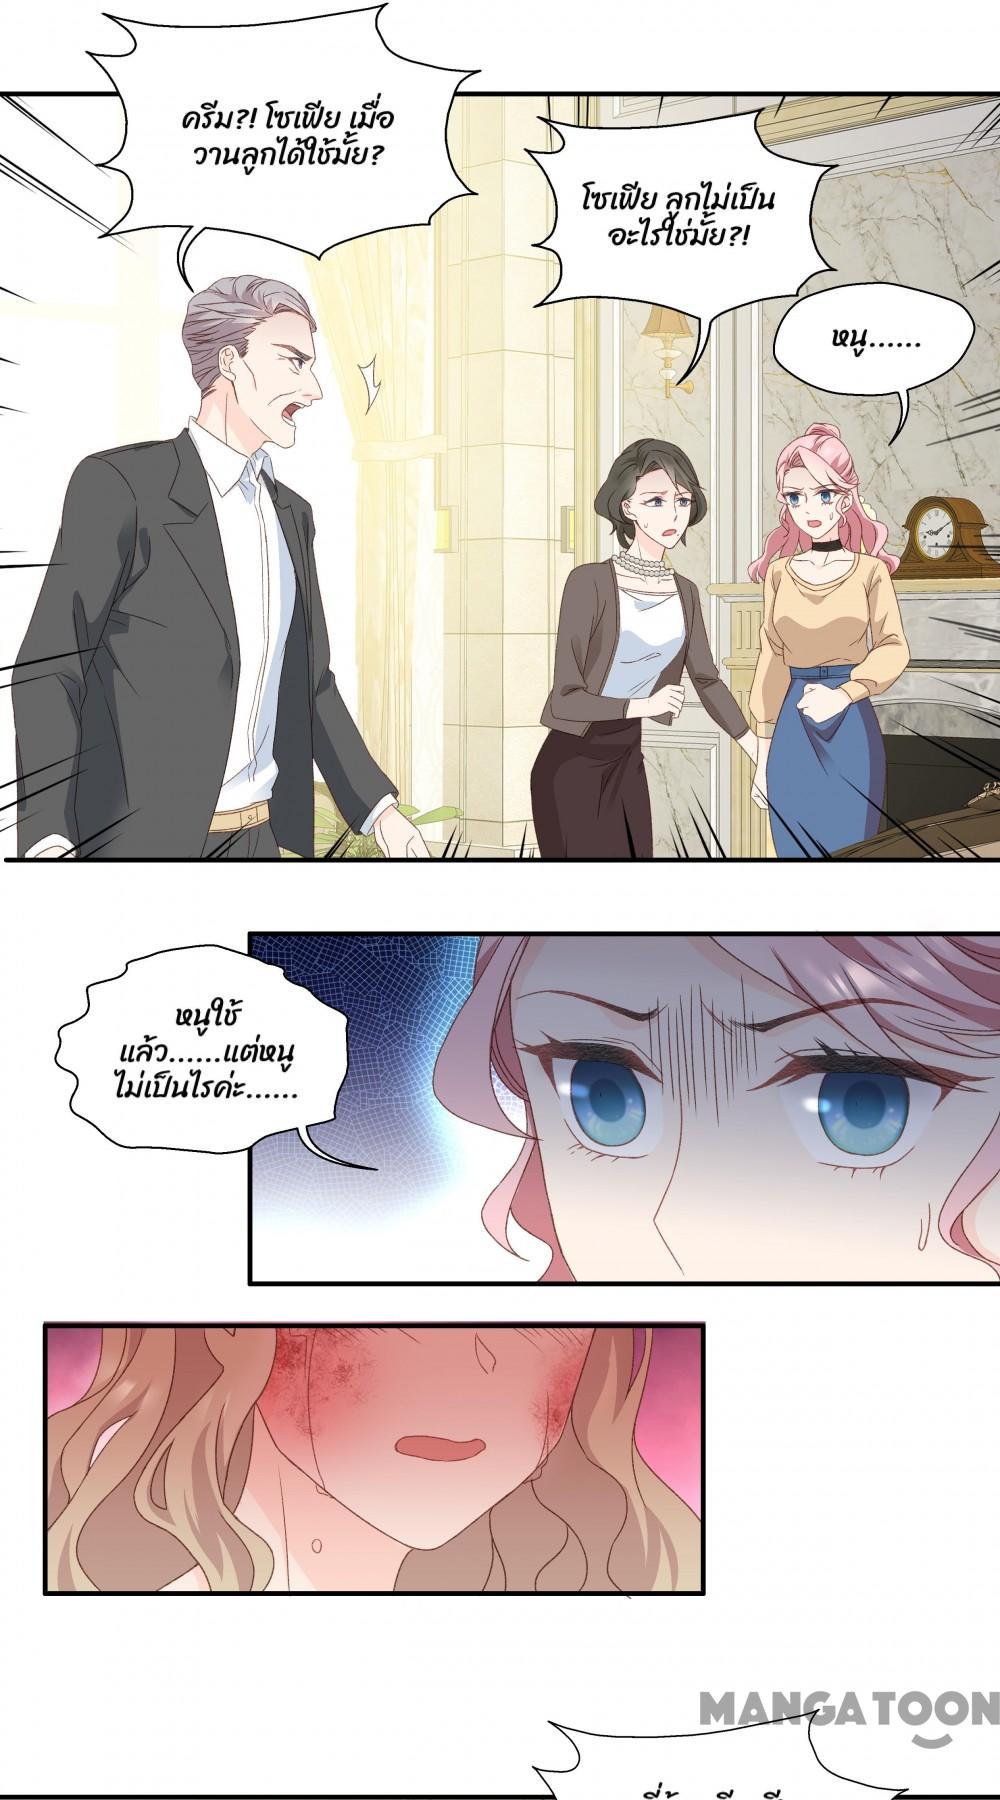 ครีม?! โซเฟีย เมื่อ
วานลูกได้ใช้มั้ย?
โซเฟีย ลูกไม่เป็น
อะไรใช่มั้ย?!
หนู......
หนูใช้
แล้ว......แต่หนู
ไม่เป็นไรค่ะ......
MANGATOON